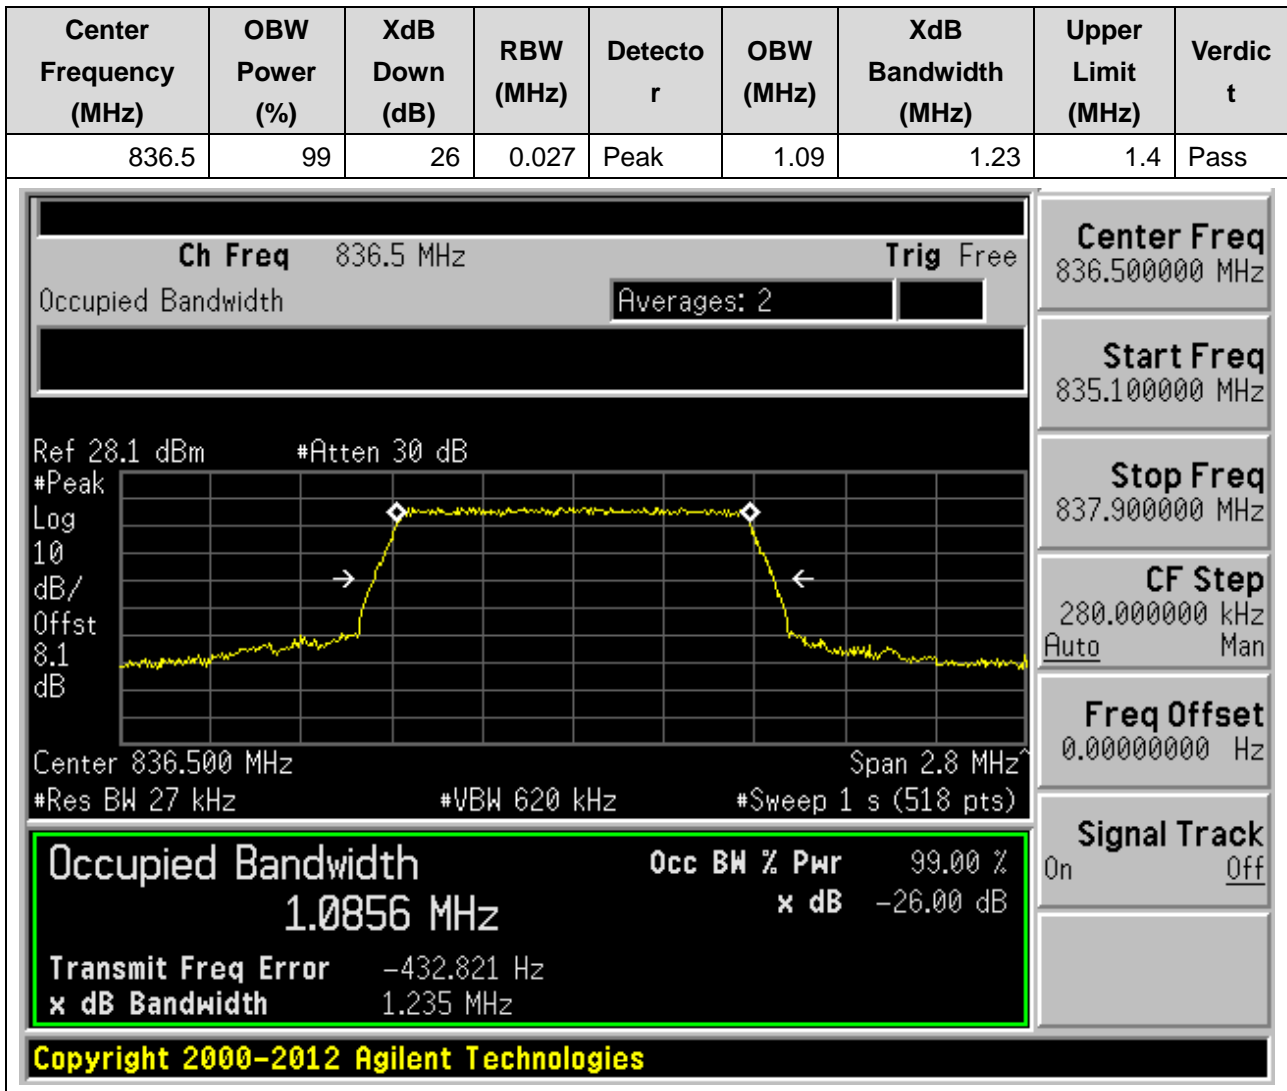 Center Frequency (MHz) OBW Power (%) XdB Down (dB) RBW (MHz) Detecto r OBW (MHz) XdB Bandwidth (MHz) Upper Limit (MHz) Verdic t
836.5 99 26 0.027 Peak 1.09 1.23 1.4 Pass
Ch Freq 836.5 MHz Trig Free
Occupied Bandwidth Averages: 2
Ref 28.1 dBm #Atten 30 dB
#Peak
Log
10
dB/
Offst
8.1
dB
Center 836.500 MHz Span 2.8 MHz^
#Res BW 27 kHz #VBW 620 kHz #Sweep 1 s (518 pts)
Occupied Bandwidth Occ BW % Pwr 99.00 %
1.0856 MHz x dB -26.00 dB
Transmit Freq Error -432.821 Hz
x dB Bandwidth 1.235 MHz
Copyright 2000-2012 Agilent Technologies
Center Freq
836.500000 MHz
Start Freq
835.100000 MHz
Stop Freq
837.900000 MHz
CF Step
280.000000 kHz
Auto Man
Freq Offset
0.00000000 Hz
Signal Track
On Off